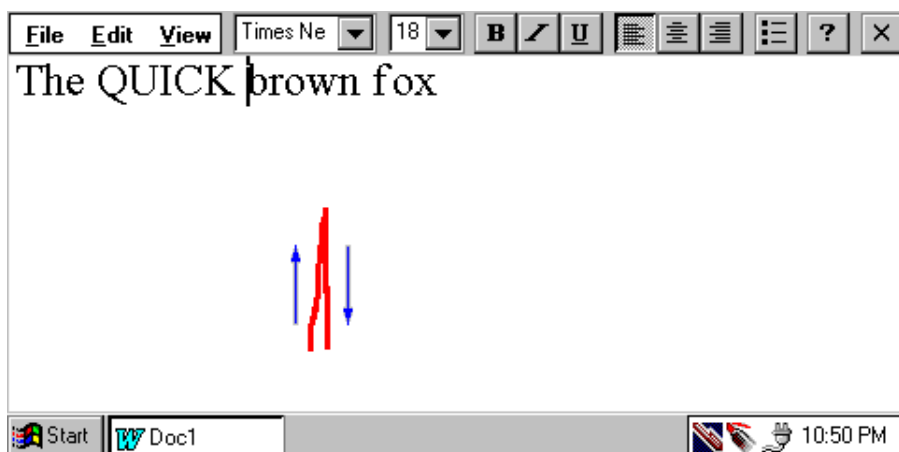 File Edit View Times Ne 18 B I U ?
The QUICK brown fox
Start Doc1 10:50 PM